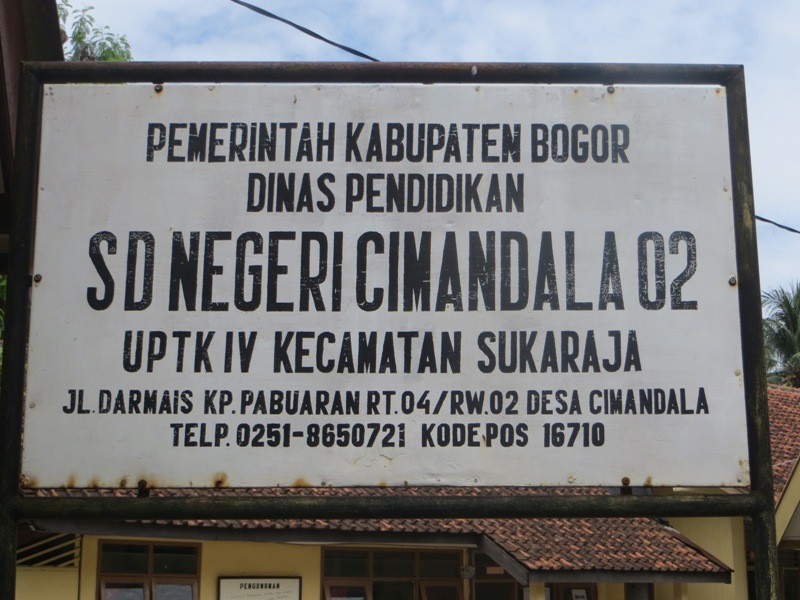 PEMERINTAH KABUPATEN BOGOR
DINAS PENDIDIKAN
SD NEGERI CIMANDALA 02
UPTK IV KECAMATAN SUKARAJA
JL. DARMAIS KP. PABUARAN RT. 04/RW. 02 DESA CIMANDALA
TELP. 0251-8650721 KODE POS 16710
PENGUNUNAN